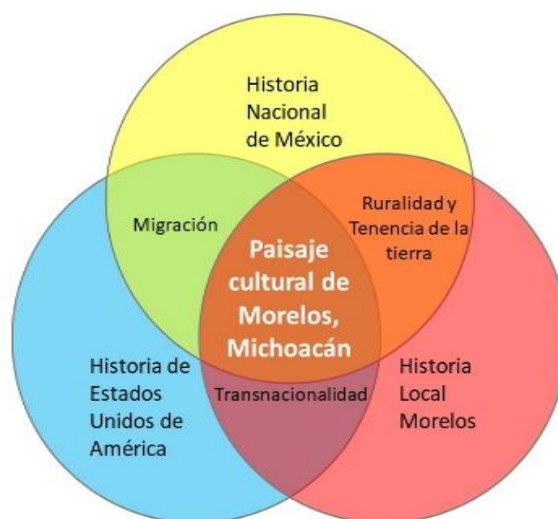 Historia
Nacional
de México
Migración
Ruralidad y
Tenencia de la
tierra
Paisaje
cultural de
Morelos,
Michoacán
Historia de
Estados
Unidos de
América
Transnacionalidad
Historia
Local
Morelos